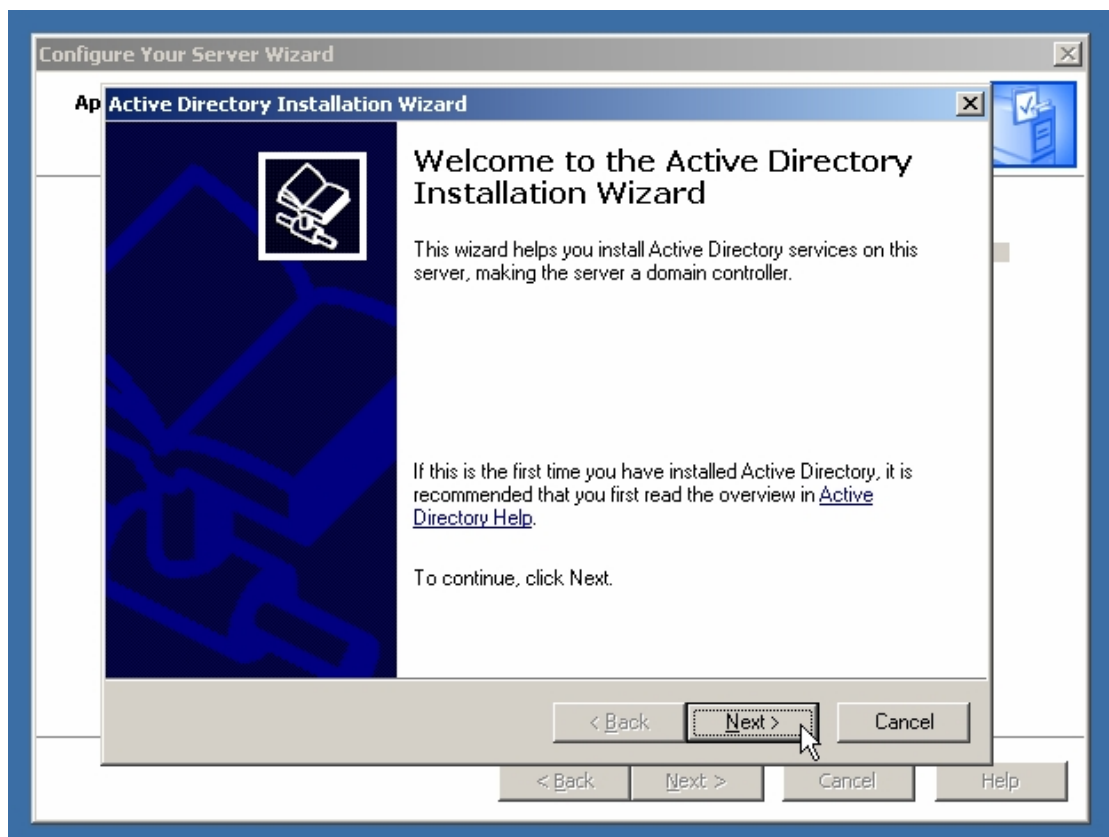 Configure Your Server Wizard
Ap
Active Directory Installation Wizard
Welcome to the Active Directory
Installation Wizard
This wizard helps you install Active Directory services on this
server, making the server a domain controller.
If this is the first time you have installed Active Directory, it is
recommended that you first read the overview in Active
Directory Help.
To continue, click Next.
< Back Next > Cancel
< Back Next > Cancel Help